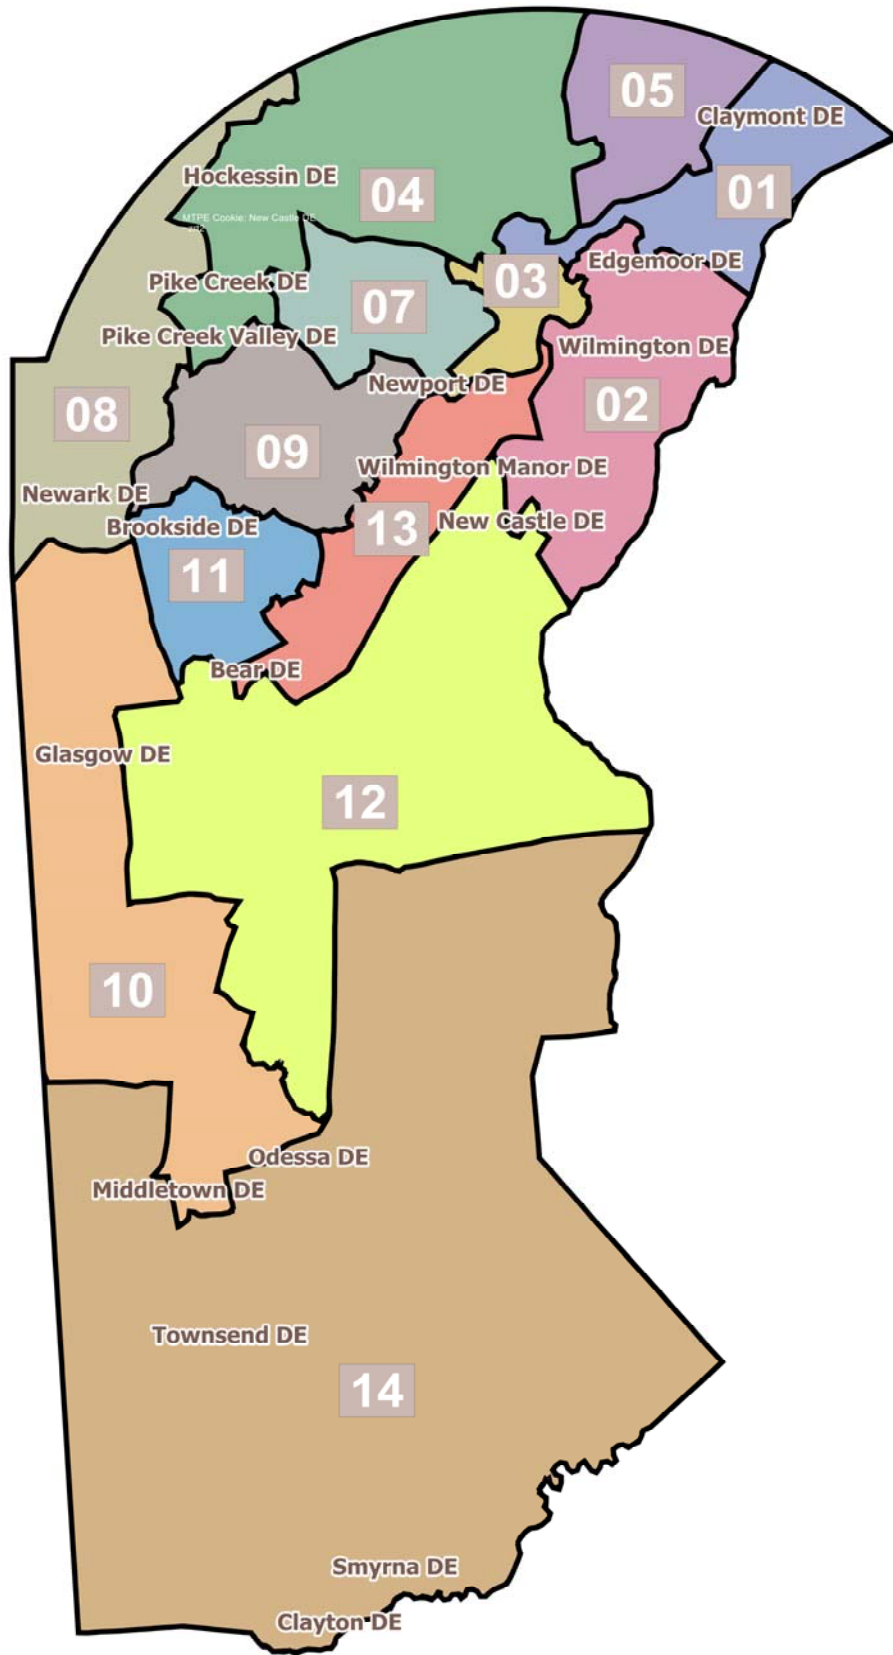 05
Claymont DE
Hockessin DE
04
01
MTPE Cookie: New Castle DE
Edgemoor DE
03
Pike Creek DE
07
Pike Creek Valley DE
Wilmington DE
Newport DE
08
02
09
Wilmington Manor DE
Newark DE
New Castle DE
Brookside DE
13
11
Bear DE
Glasgow DE
12
10
Odessa DE
Middletown DE
Townsend DE
14
Smyrna DE
Clayton DE